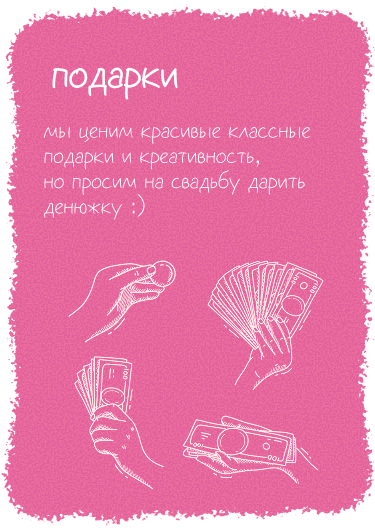 подарки
мы ценим красивые классные
подарки и креативность,
но просим на свадьбу дарить
денюжку :)